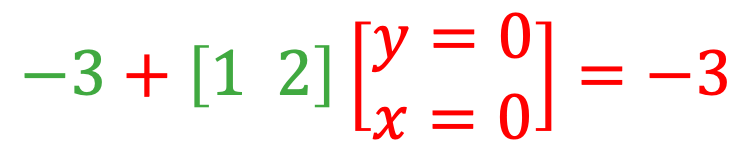 −3 + [1 2] [y = 0
x = 0] = −3